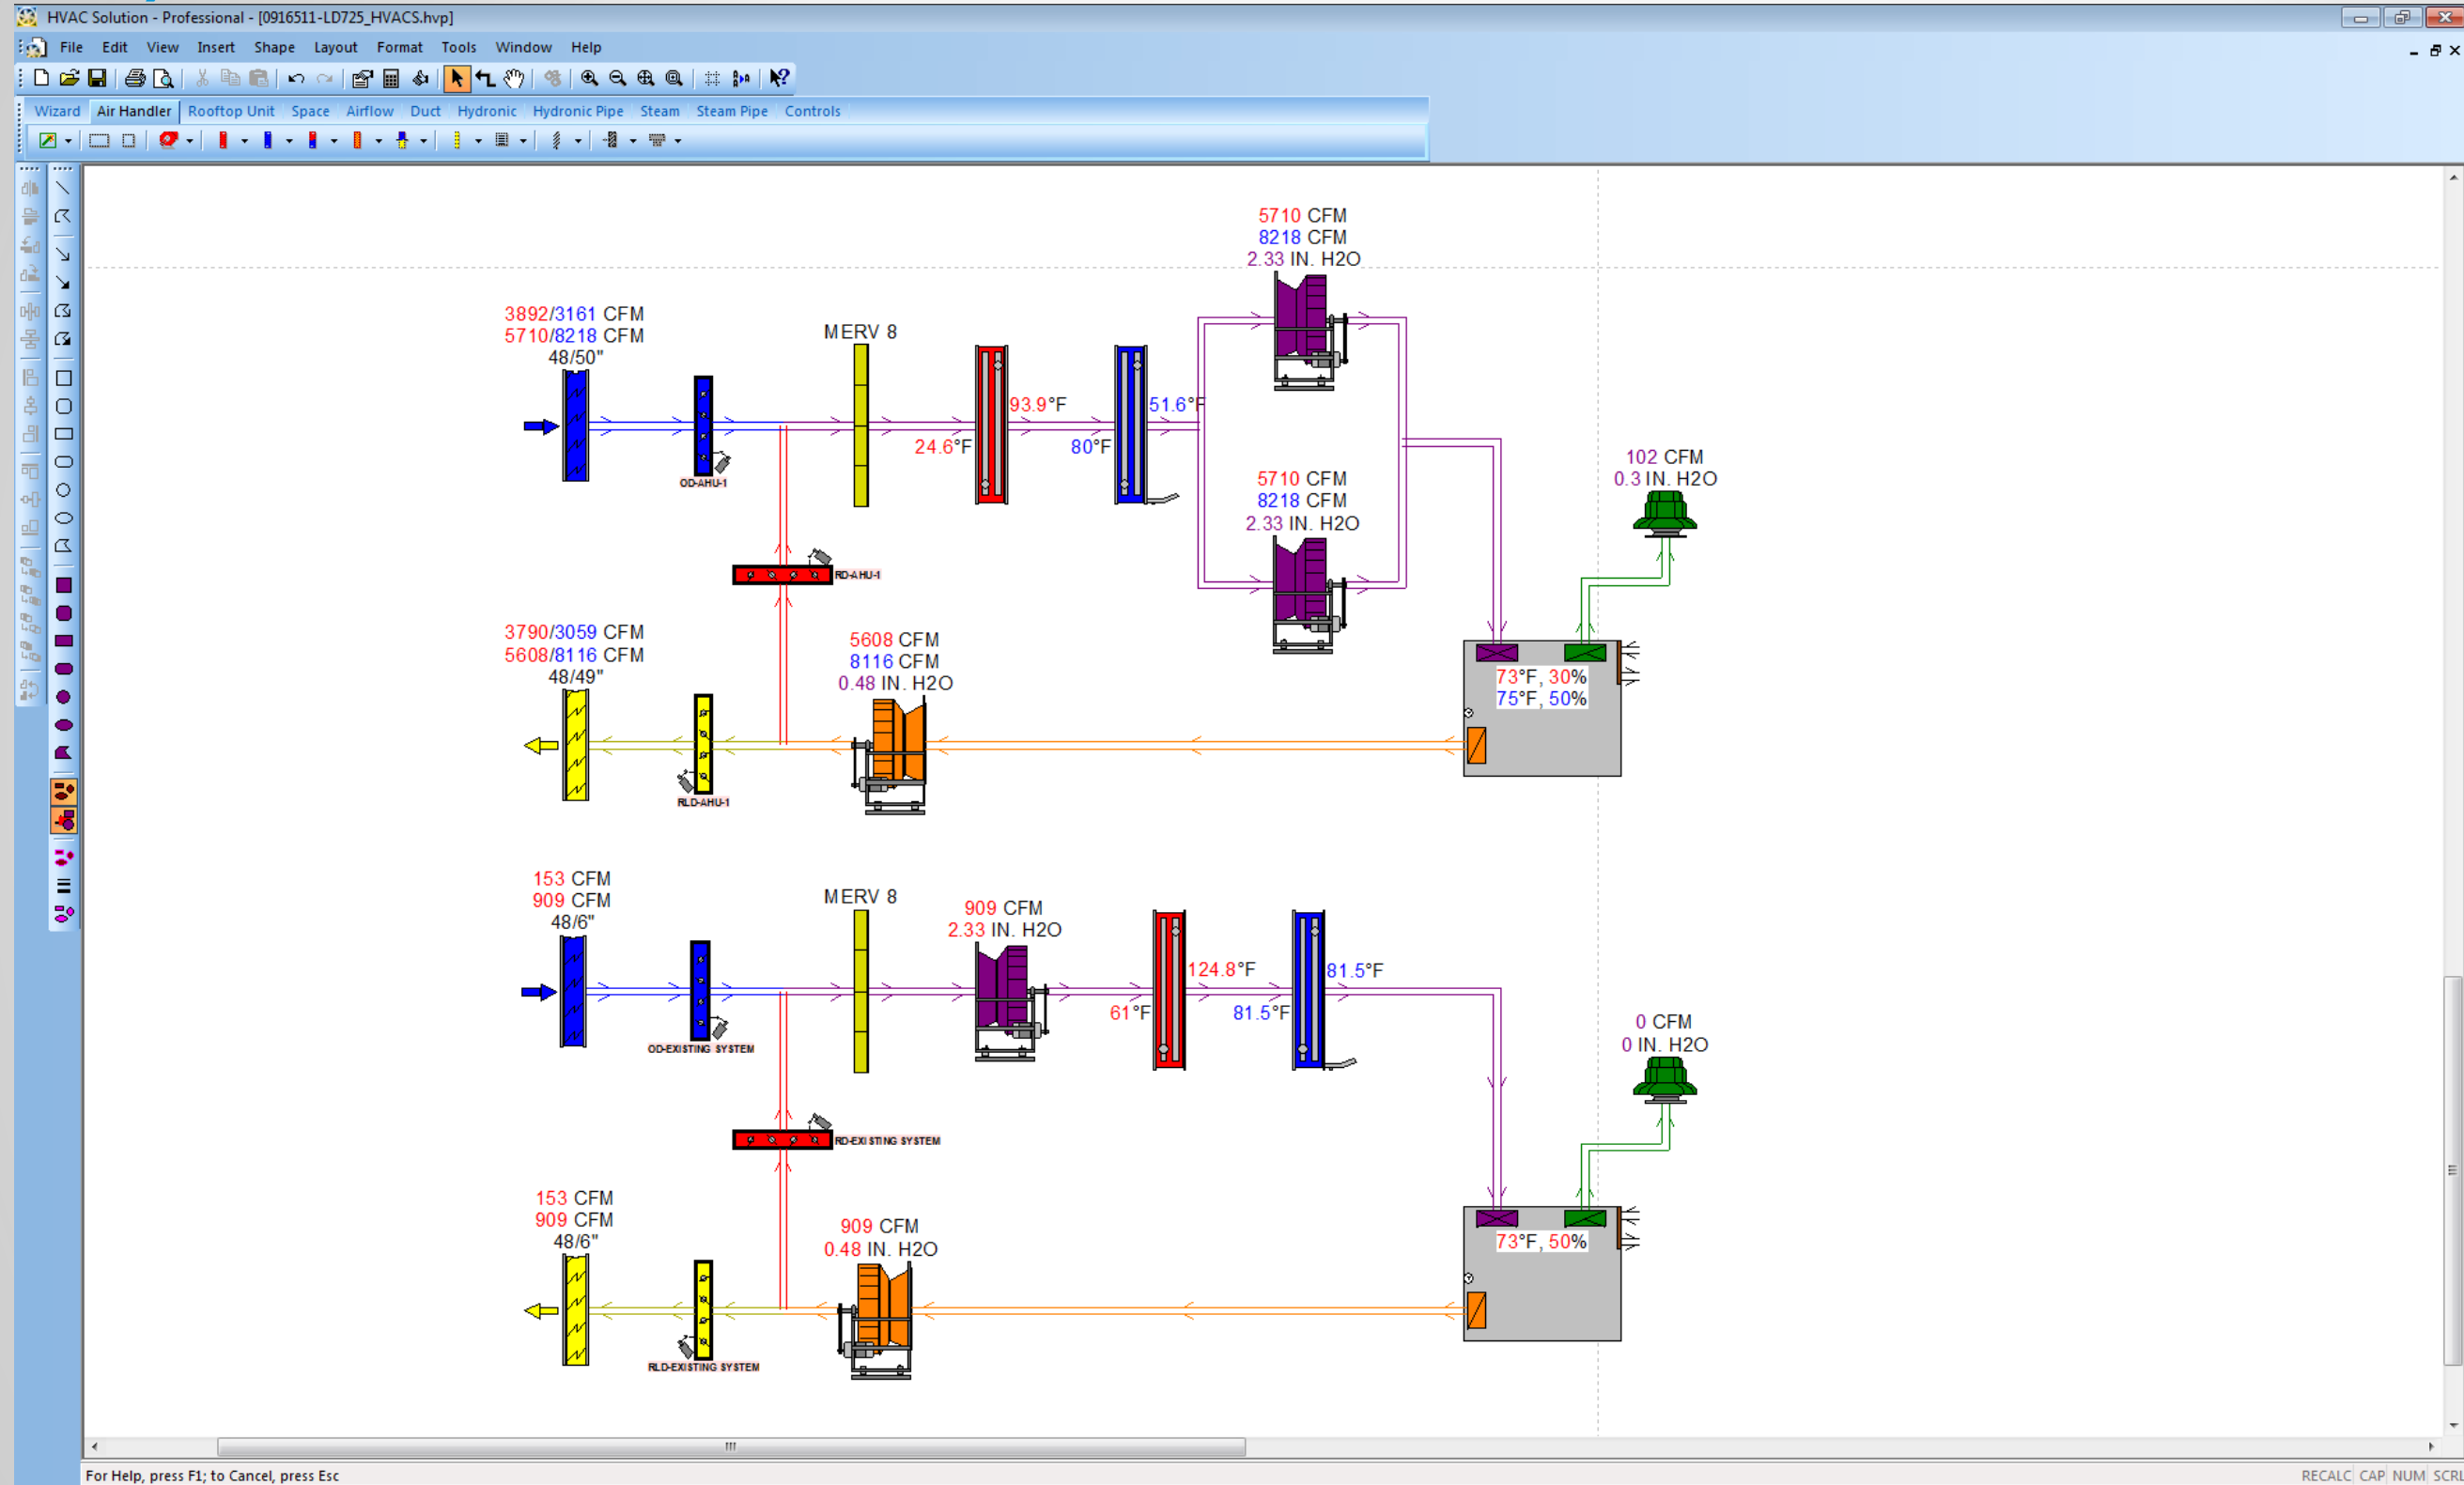 HVAC Solution - Professional - [0916511-LD725_HVACS.hvp]
File Edit View Insert Shape Layout Format Tools Window Help
Wizard Air Handler Rooftop Unit Space Airflow Duct Hydronic Hydronic Pipe Steam Steam Pipe Controls
5710 CFM
8218 CFM
2.33 IN. H2O
3892/3161 CFM
5710/8218 CFM
48/50"
MERV 8
93.9°F
51.6°F
24.6°F
80°F
OD-AHU-1
5710 CFM
8218 CFM
2.33 IN. H2O
102 CFM
0.3 IN. H2O
RD-AHU-1
3790/3059 CFM
5608/8116 CFM
48/49"
5608 CFM
8116 CFM
0.48 IN. H2O
73°F, 30%
75°F, 50%
RLD-AHU-1
153 CFM
909 CFM
48/6"
MERV 8
909 CFM
2.33 IN. H2O
124.8°F
81.5°F
61°F
81.5°F
OD-EXISTING SYSTEM
0 CFM
0 IN. H2O
RD-EXISTING SYSTEM
153 CFM
909 CFM
48/6"
909 CFM
0.48 IN. H2O
73°F, 50%
RLD-EXISTING SYSTEM
For Help, press F1; to Cancel, press Esc
RECALC CAP NUM SCRL